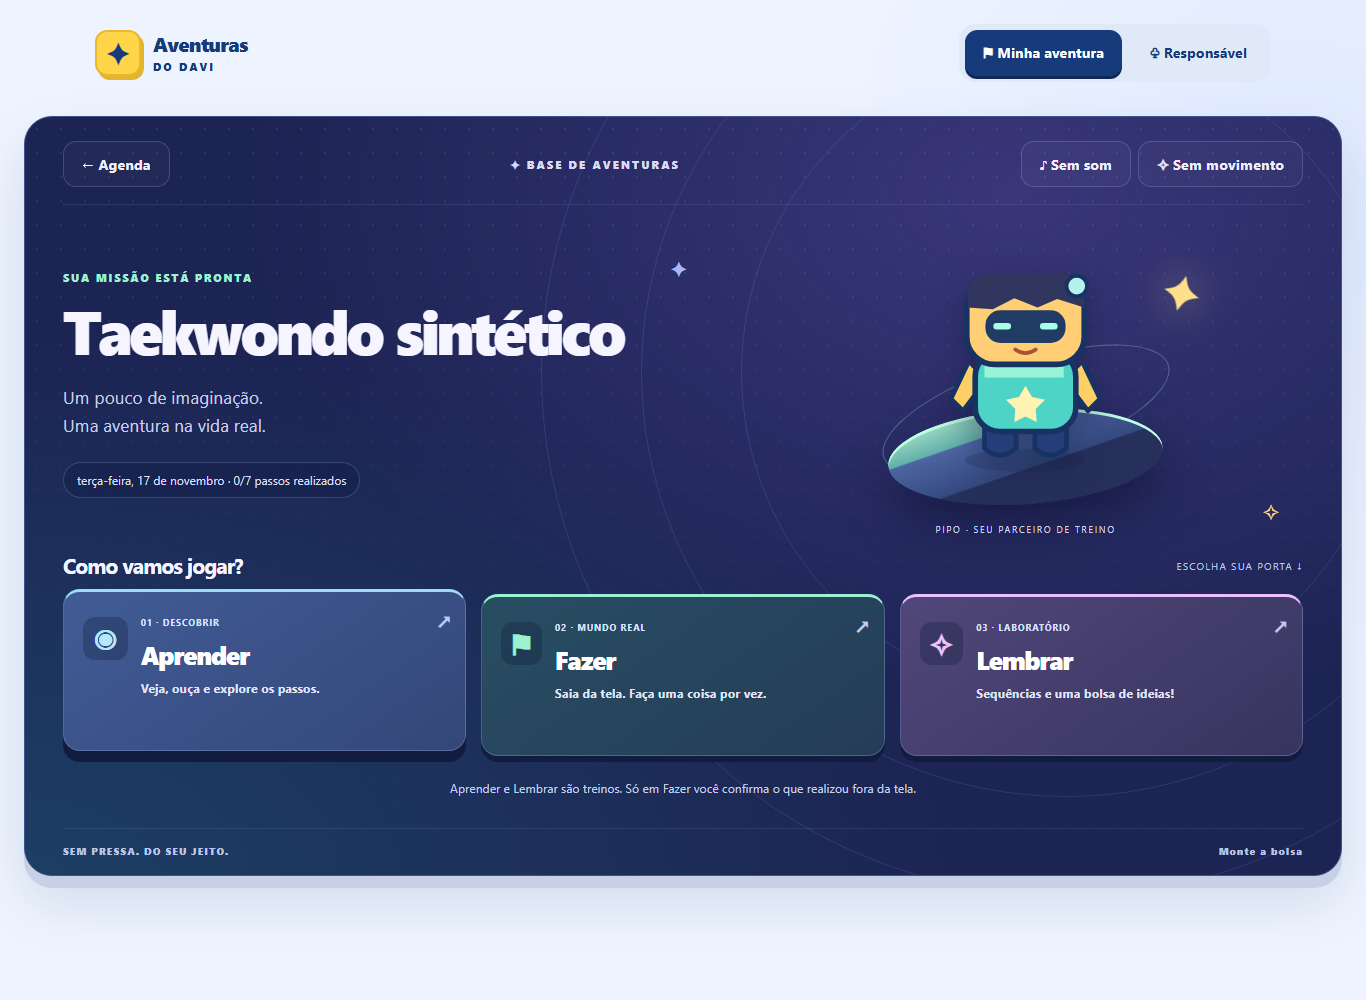 Aventuras
DO DAVI
Minha aventura
Responsável
← Agenda
BASE DE AVENTURAS
Sem som
Sem movimento
SUA MISSÃO ESTÁ PRONTA
Taekwondo sintético
Um pouco de imaginação.
Uma aventura na vida real.
terça-feira, 17 de novembro · 0/7 passos realizados
PIPO · SEU PARCEIRO DE TREINO
Como vamos jogar?
ESCOLHA SUA PORTA ↓
01 · DESCOBRIR
Aprender
Veja, ouça e explore os passos.
02 · MUNDO REAL
Fazer
Saia da tela. Faça uma coisa por vez.
03 · LABORATÓRIO
Lembrar
Sequências e uma bolsa de ideias!
Aprender e Lembrar são treinos. Só em Fazer você confirma o que realizou fora da tela.
SEM PRESSA. DO SEU JEITO.
Monte a bolsa